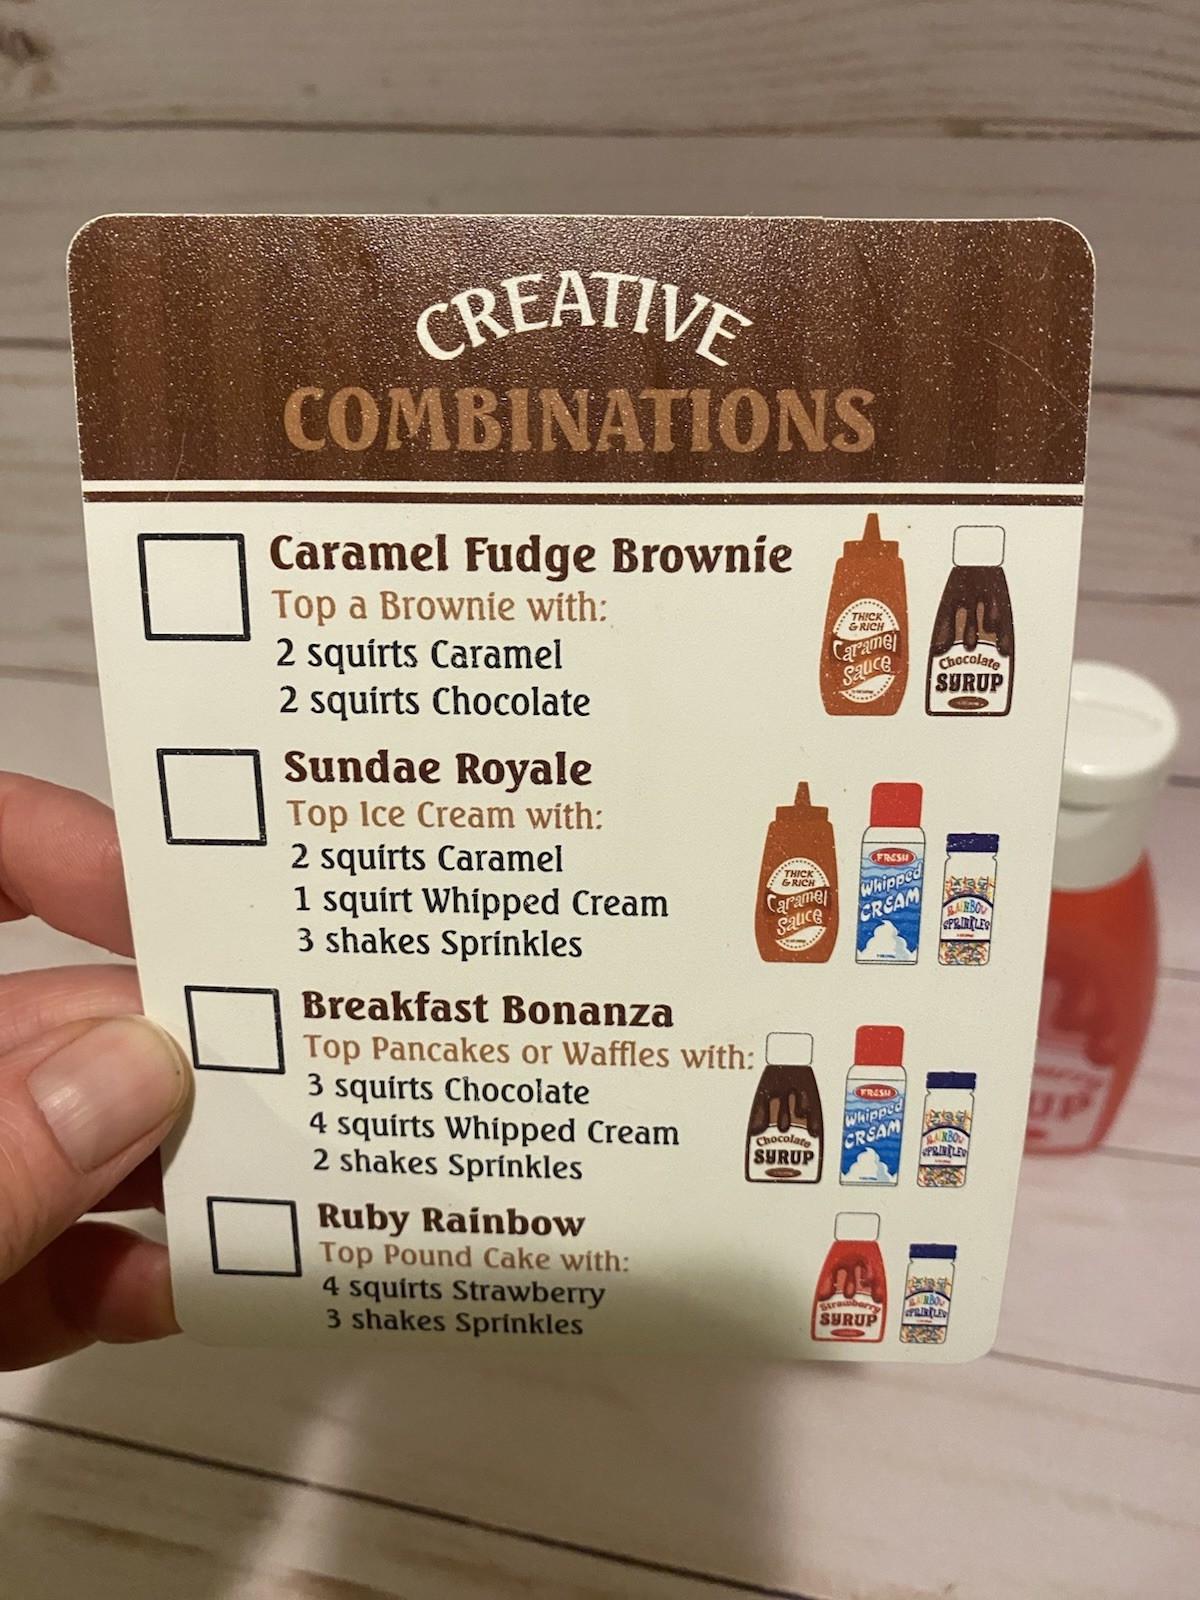 CREATIVE
COMBINATIONS
Caramel Fudge Brownie
Top a Brownie with:
2 squirts Caramel
2 squirts Chocolate
THICK
& RICH
Caramel
Sauce
Chocolate
SYRUP
Sundae Royale
Top Ice Cream with:
2 squirts Caramel
1 squirt Whipped Cream
3 shakes Sprinkles
THICK
& RICH
Caramel
Sauce
FRESH
Whipped
CREAM
RAINBOW
SPRINKLES
Breakfast Bonanza
Top Pancakes or Waffles with:
3 squirts Chocolate
4 squirts Whipped Cream
2 shakes Sprinkles
Chocolate
SYRUP
FRESH
Whipped
CREAM
RAINBOW
SPRINKLES
Ruby Rainbow
Top Pound Cake with:
4 squirts Strawberry
3 shakes Sprinkles
Strawberry
SYRUP
RAINBOW
SPRINKLES